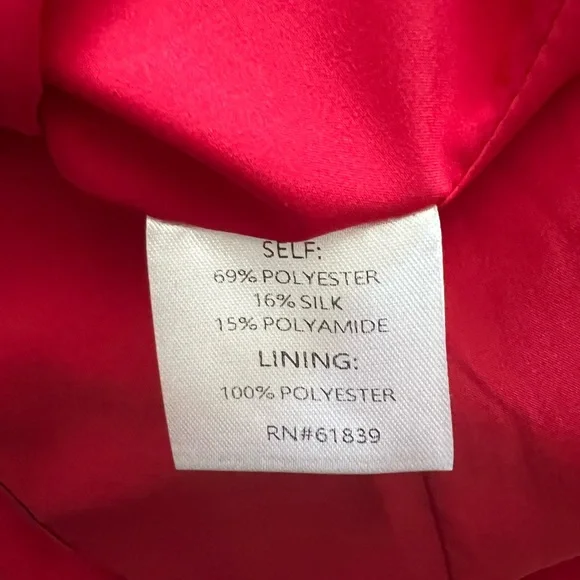 SELF:
69% POLYESTER
16% SILK
15% POLYAMIDE
LINING:
100% POLYESTER
RN#61839